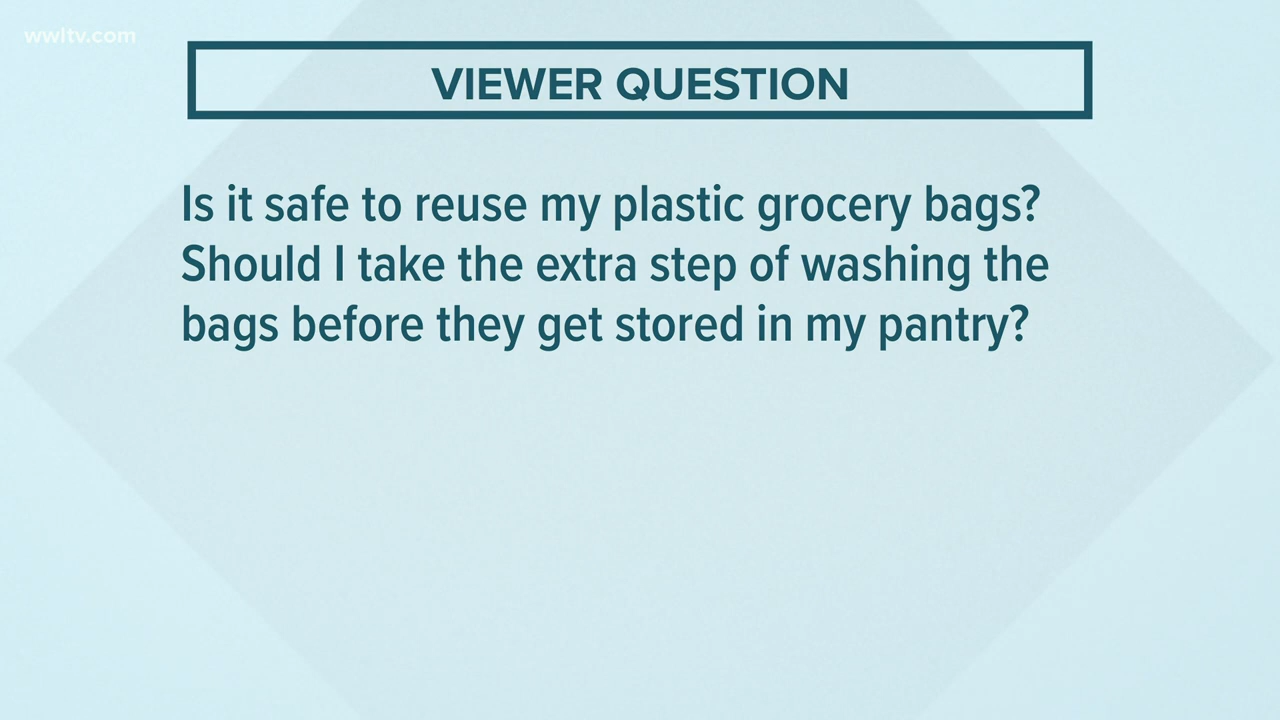 wwltv.com
VIEWER QUESTION
Is it safe to reuse my plastic grocery bags?
Should I take the extra step of washing the
bags before they get stored in my pantry?